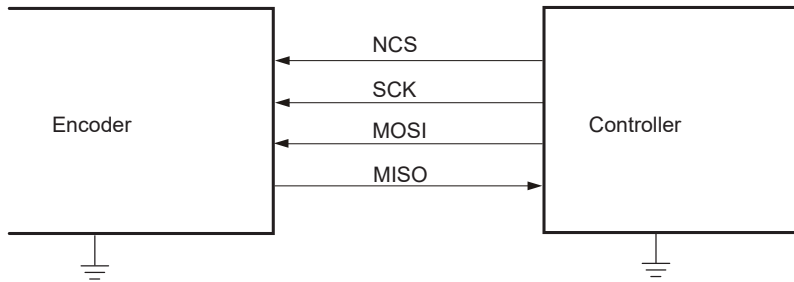 NCS
SCK
Encoder
Controller
MOSI
MISO